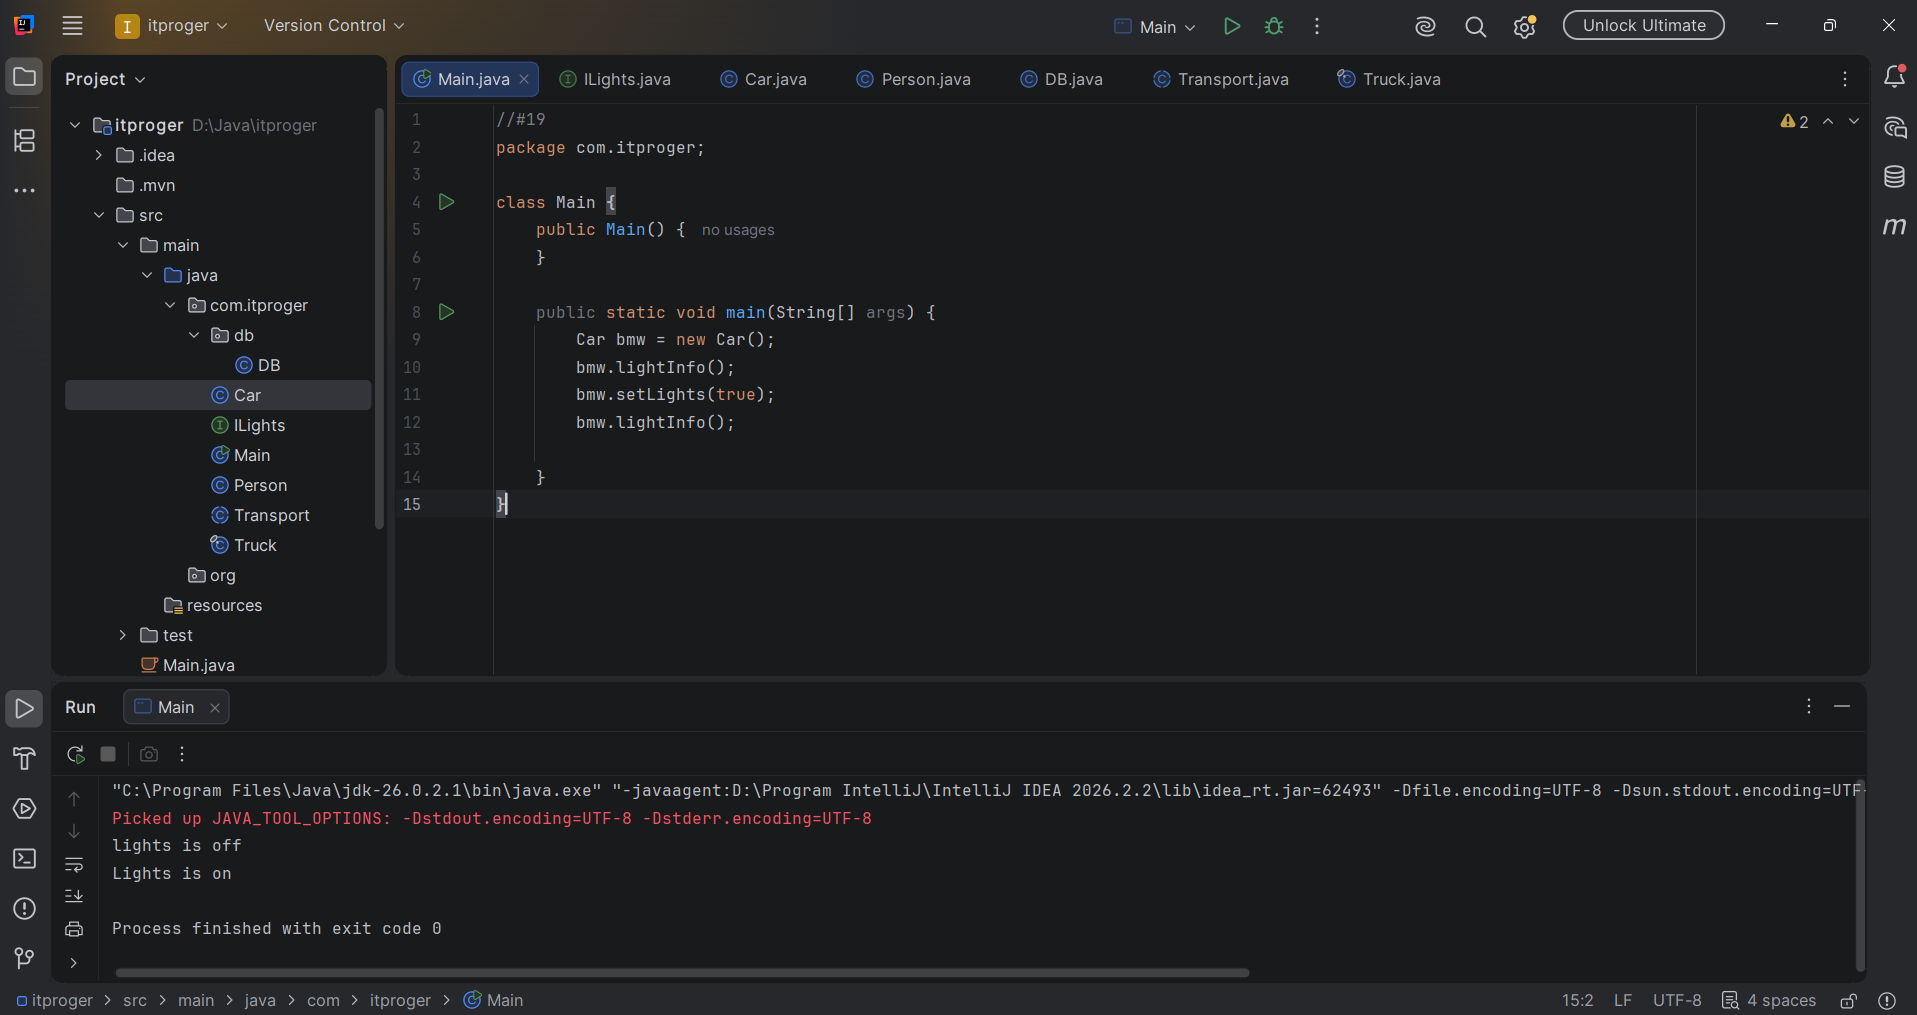 itproger
Version Control
Main
Unlock Ultimate
Project
Main.java
ILights.java
Car.java
Person.java
DB.java
Transport.java
Truck.java
itproger D:\Java\itproger
.idea
.mvn
src
main
java
com.itproger
db
DB
Car
ILights
Main
Person
Transport
Truck
org
resources
test
Main.java
2
1 //#19
2 package com.itproger;
3
4 class Main {
5 public Main() { no usages
6 }
7
8 public static void main(String[] args) {
9 Car bmw = new Car();
10 bmw.lightInfo();
11 bmw.setLights(true);
12 bmw.lightInfo();
13
14 }
15 }
Run
Main
"C:\Program Files\Java\jdk-26.0.2.1\bin\java.exe" "-javaagent:D:\Program IntelliJ\IntelliJ IDEA 2026.2.2\lib\idea_rt.jar=62493" -Dfile.encoding=UTF-8 -Dsun.stdout.encoding=UTF-
Picked up JAVA_TOOL_OPTIONS: -Dstdout.encoding=UTF-8 -Dstderr.encoding=UTF-8
lights is off
Lights is on
Process finished with exit code 0
itproger > src > main > java > com > itproger > Main
15:2 LF UTF-8 4 spaces